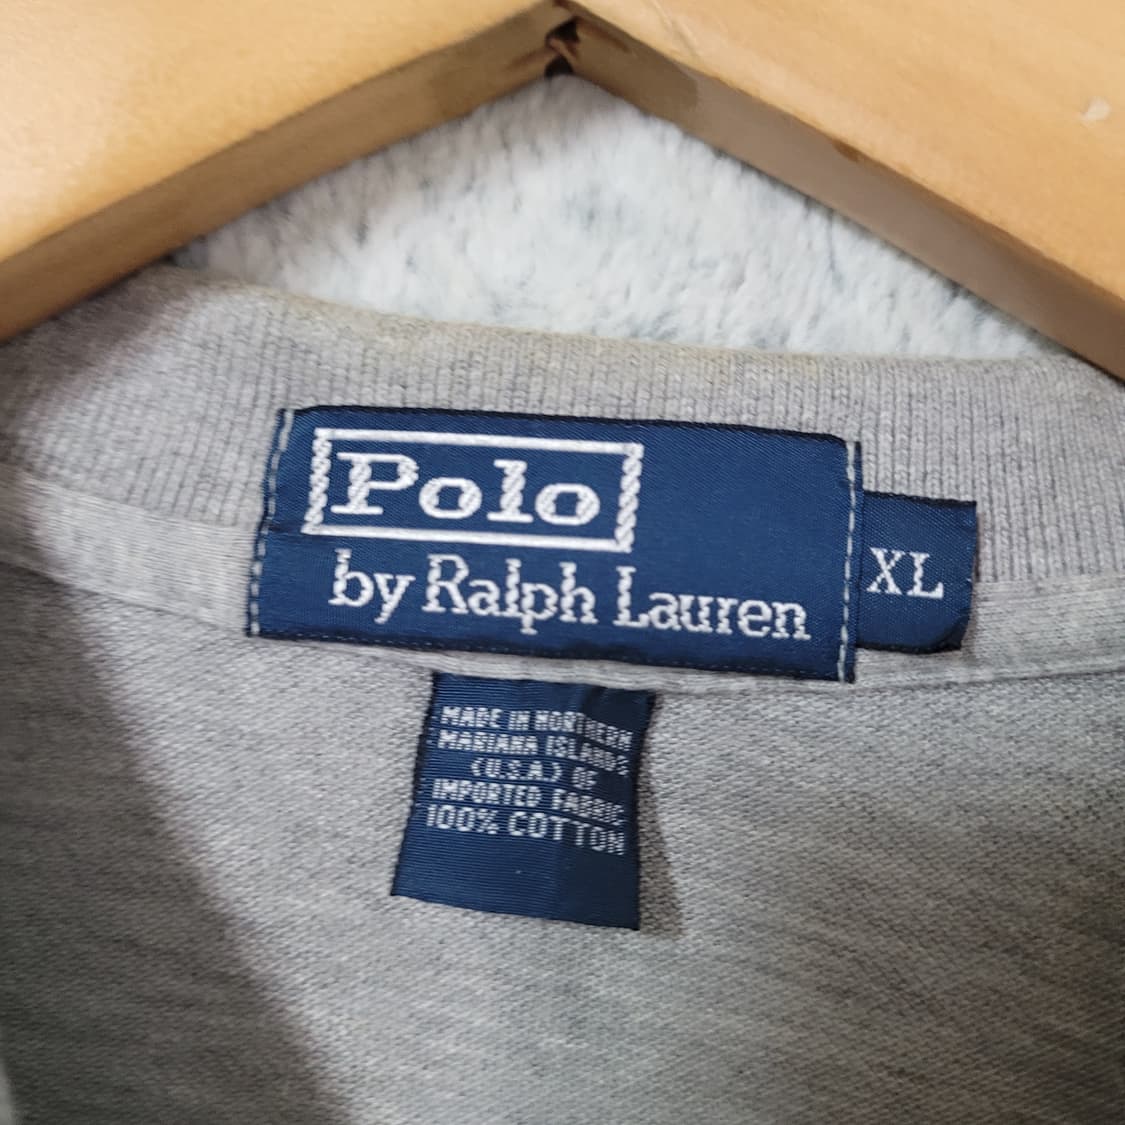 Polo
by Ralph Lauren
XL
MADE IN NORTHERN
MARIANA ISLANDS
(U.S.A.) OF
IMPORTED FABRIC
100% COTTON